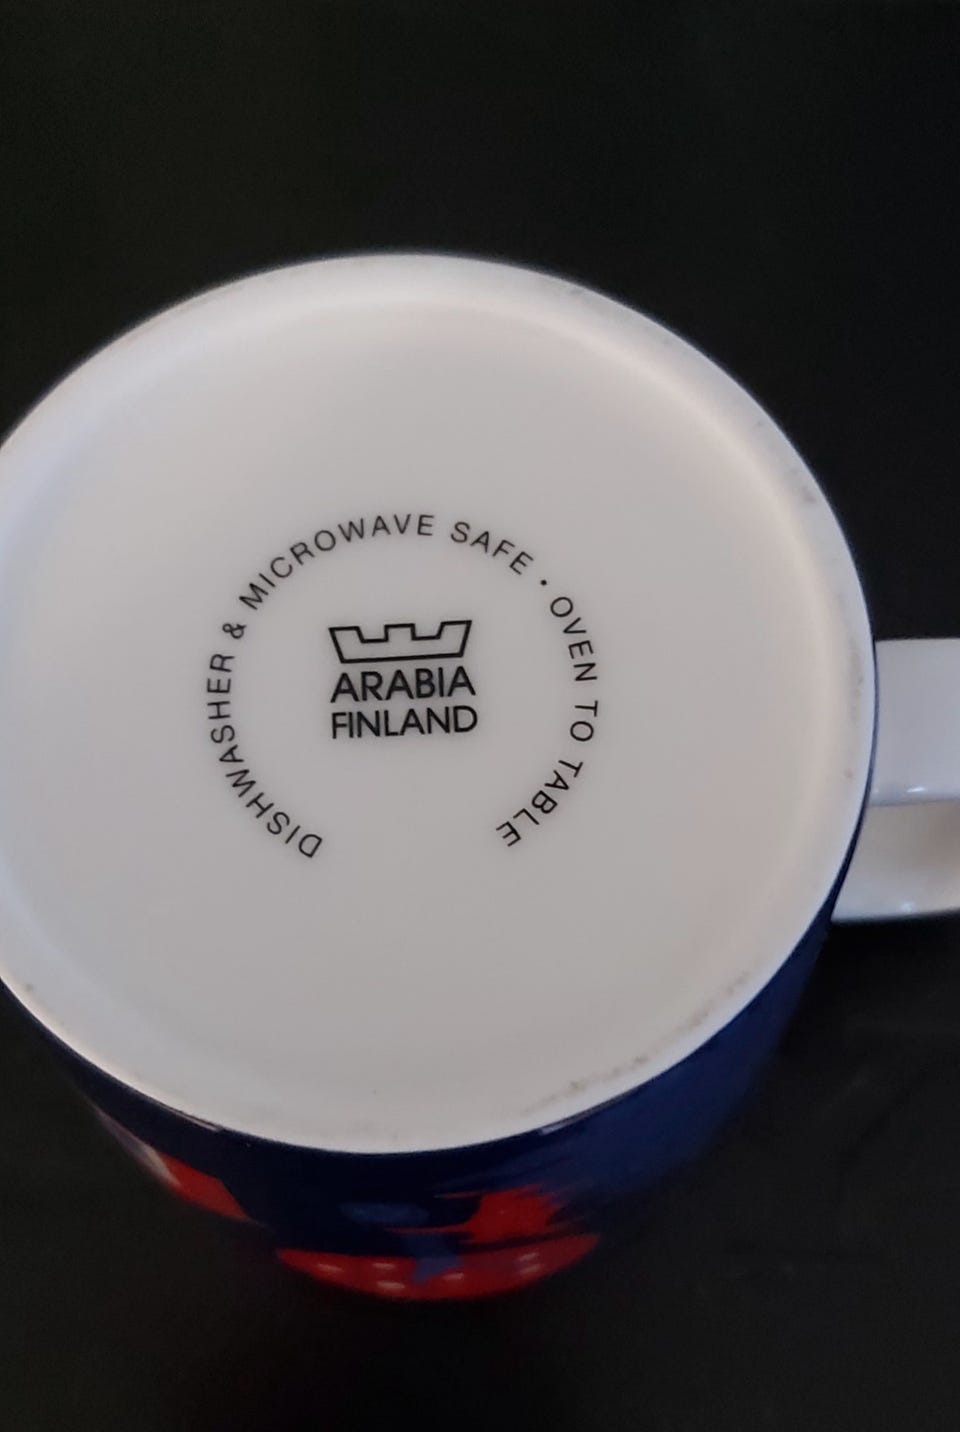 DISHWASHER & MICROWAVE SAFE · OVEN TO TABLE
ARABIA
FINLAND